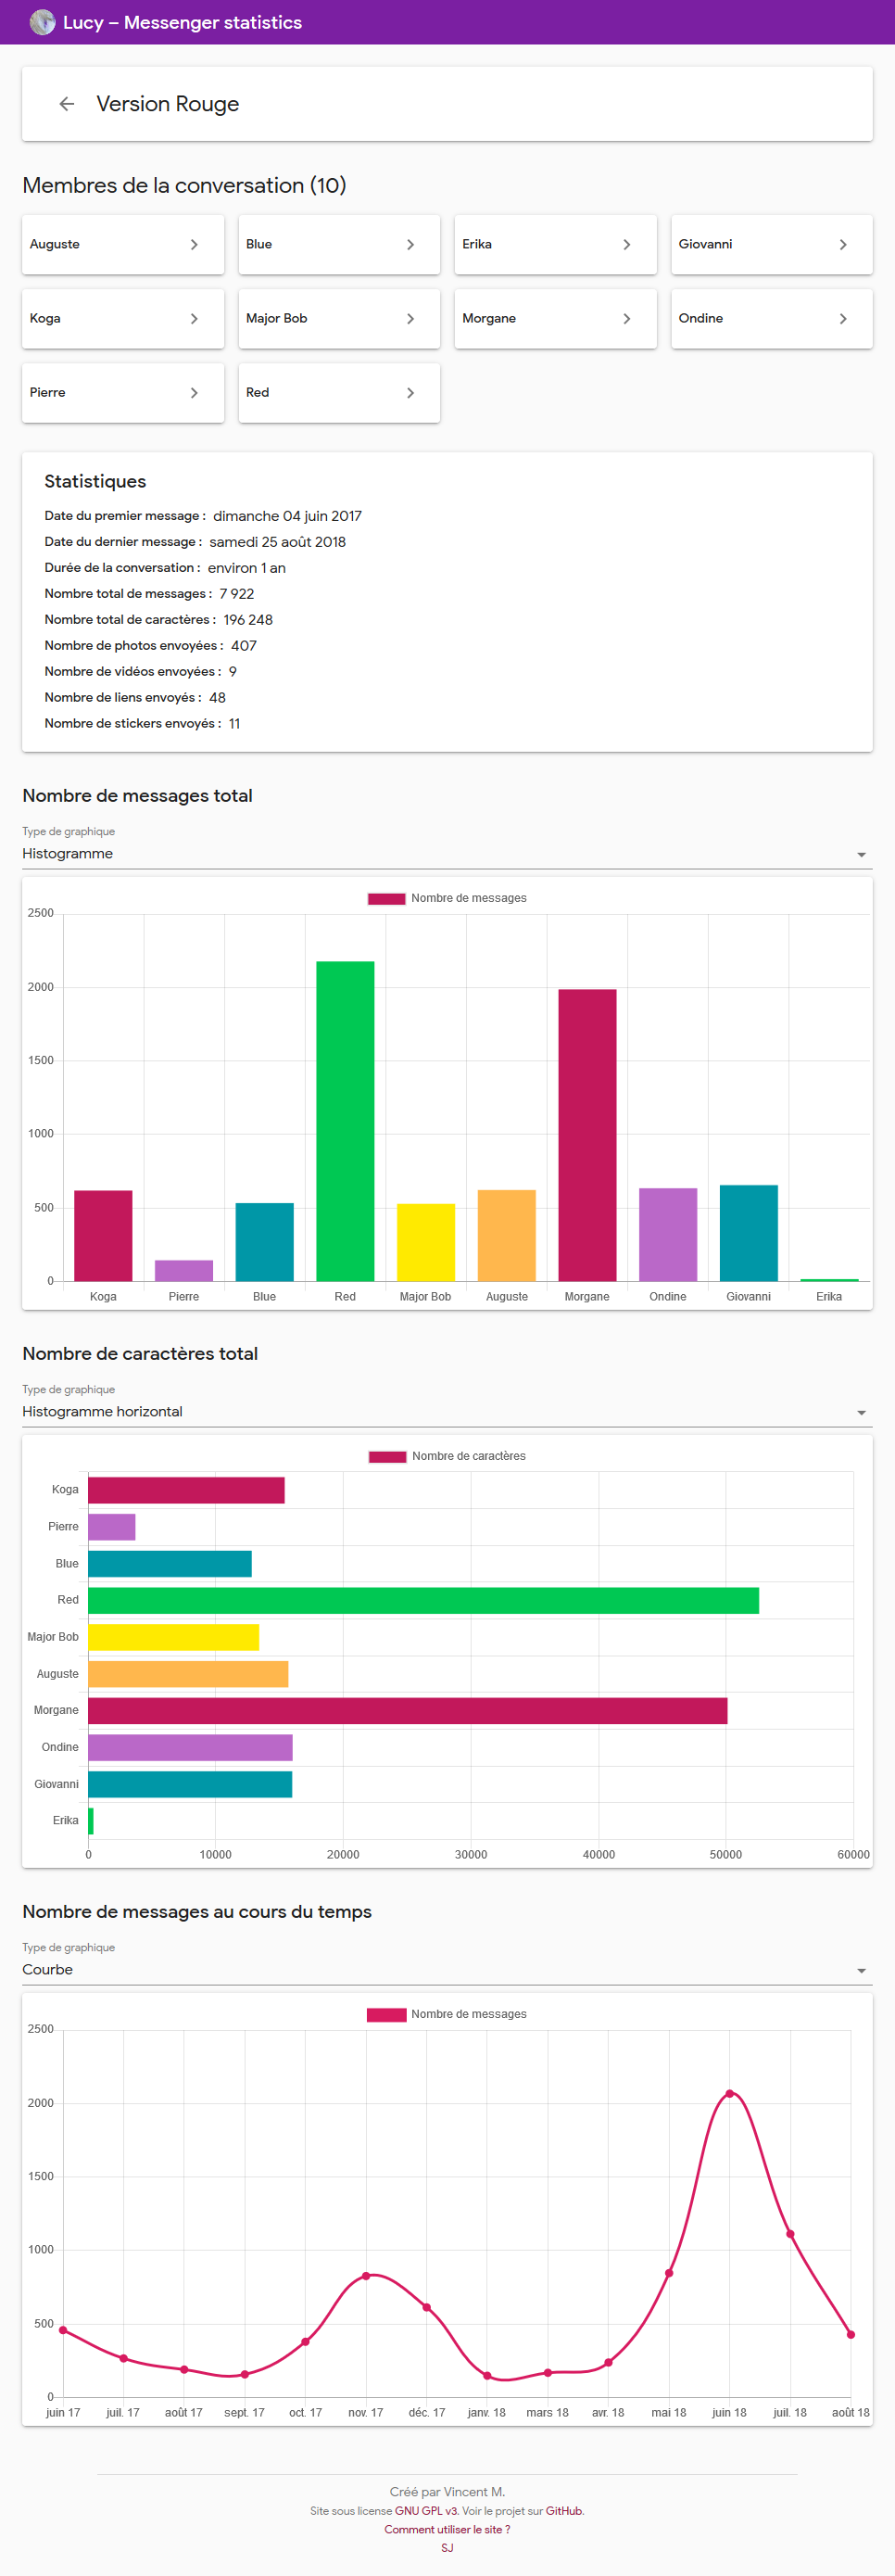 Lucy – Messenger statistics
Version Rouge
Membres de la conversation (10)
Auguste
Blue
Erika
Giovanni
Koga
Major Bob
Morgane
Ondine
Pierre
Red
Statistiques
Date du premier message : dimanche 04 juin 2017
Date du dernier message : samedi 25 août 2018
Durée de la conversation : environ 1 an
Nombre total de messages : 7 922
Nombre total de caractères : 196 248
Nombre de photos envoyées : 407
Nombre de vidéos envoyées : 9
Nombre de liens envoyés : 48
Nombre de stickers envoyés : 11
Nombre de messages total
Type de graphique
Histogramme
Nombre de messages
2500
2000
1500
1000
500
0
Koga Pierre Blue Red Major Bob Auguste Morgane Ondine Giovanni Erika
Nombre de caractères total
Type de graphique
Histogramme horizontal
Nombre de caractères
Koga
Pierre
Blue
Red
Major Bob
Auguste
Morgane
Ondine
Giovanni
Erika
0 10000 20000 30000 40000 50000 60000
Nombre de messages au cours du temps
Type de graphique
Courbe
Nombre de messages
2500
2000
1500
1000
500
0
juin 17 juil. 17 août 17 sept. 17 oct. 17 nov. 17 déc. 17 janv. 18 mars 18 avr. 18 mai 18 juin 18 juil. 18 août 18
Créé par Vincent M.
Site sous license GNU GPL v3. Voir le projet sur GitHub.
Comment utiliser le site ?
SJ